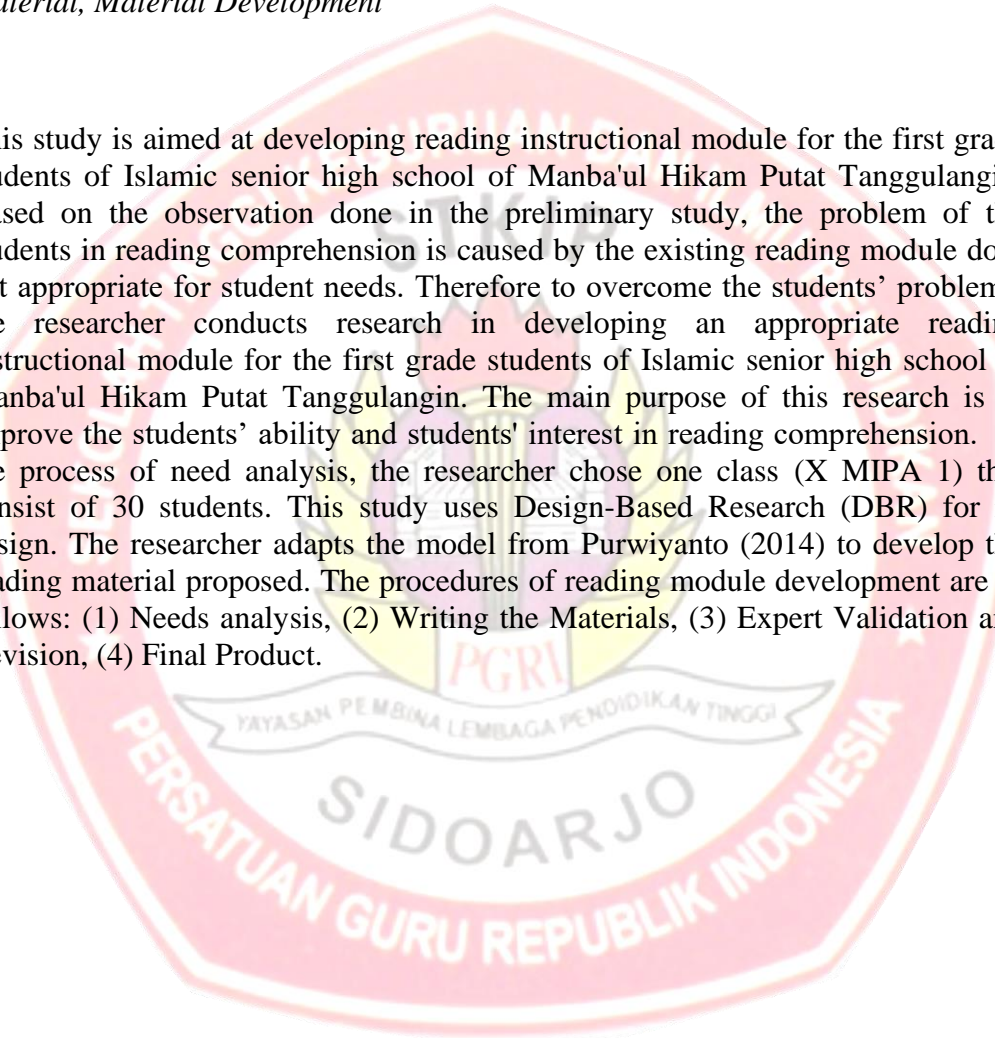 aterial, Material Development
his study is aimed at developing reading instructional module for the first gra
udents of Islamic senior high school of Manba'ul Hikam Putat Tanggulangi
ased on the observation done in the preliminary study, the problem of t
udents in reading comprehension is caused by the existing reading module do
t appropriate for student needs. Therefore to overcome the students’ problem
e researcher conducts research in developing an appropriate readin
structional module for the first grade students of Islamic senior high school
anba'ul Hikam Putat Tanggulangin. The main purpose of this research is
prove the students’ ability and students' interest in reading comprehension.
e process of need analysis, the researcher chose one class (X MIPA 1) th
nsist of 30 students. This study uses Design-Based Research (DBR) for
sign. The researcher adapts the model from Purwiyanto (2014) to develop th
ading material proposed. The procedures of reading module development are
llows: (1) Needs analysis, (2) Writing the Materials, (3) Expert Validation an
evision, (4) Final Product.
STKIP
PGRI
YAYASAN PEMBINA LEMBAGA PENDIDIKAN TINGGI
SIDOARJO
PERSATUAN GURU REPUBLIK INDONESIA